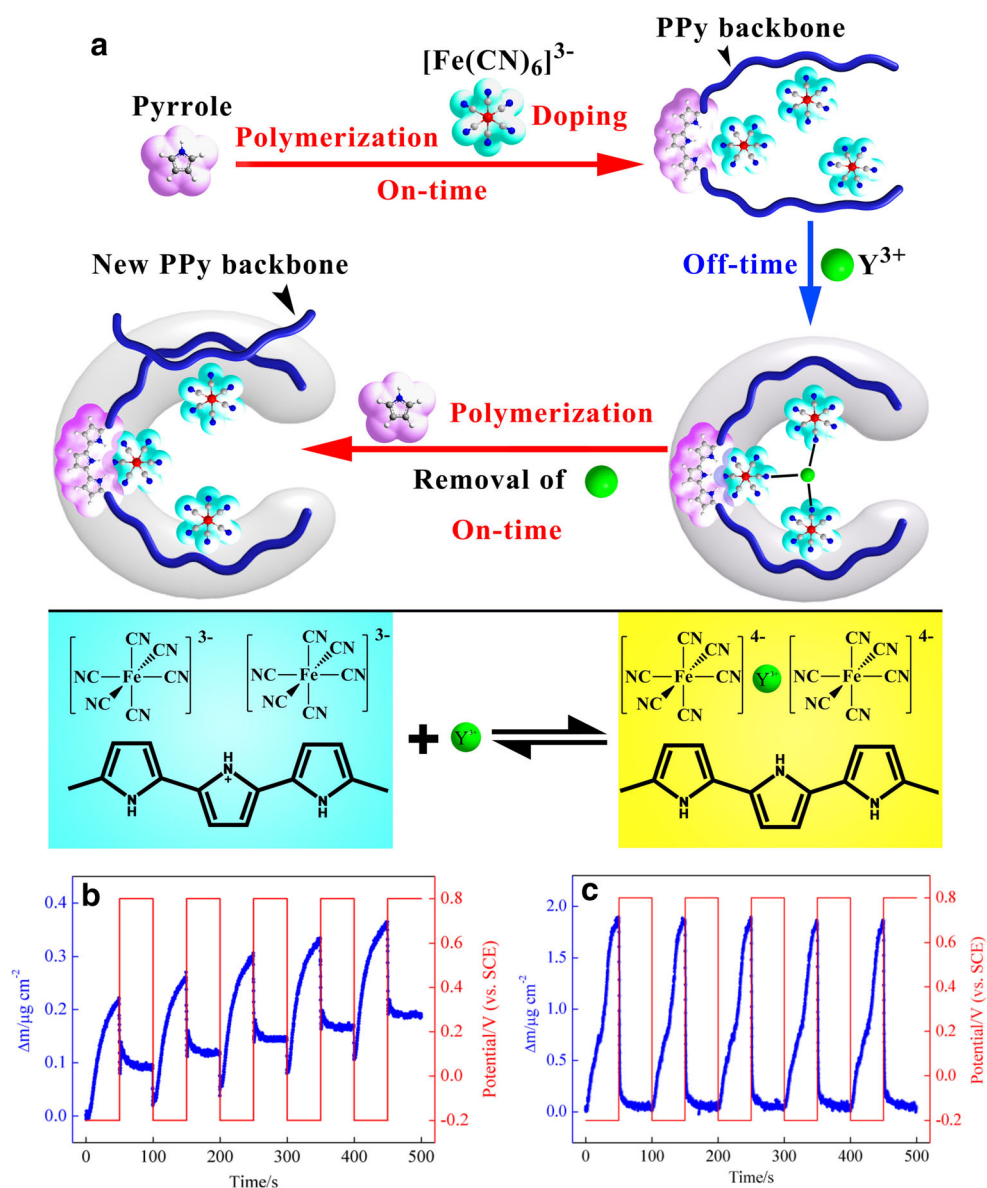 a
PPy backbone
[Fe(CN)6]3-
Pyrrole
Polymerization
Doping
On-time
New PPy backbone
Off-time
Y3+
Polymerization
Removal of
On-time
3-
3-
4-
4-
CN CN CN CN
CN CN CN CN
NC Fe CN NC Fe CN NC Fe CN NC Fe CN
NC NC NC NC
CN CN CN CN
Y3+
+
Y3+
H
N
+
H
N
N
H
N
H
N
H
N
H
b
0.4
0.3
0.2
0.1
0.0
Δm/μg cm-2
0.8
0.6
0.4
0.2
0.0
-0.2
Potential/V (vs. SCE)
0 100 200 300 400 500
Time/s
c
2.0
1.5
1.0
0.5
0.0
Δm/μg cm-2
0.8
0.6
0.4
0.2
0.0
-0.2
Potential/V (vs. SCE)
0 100 200 300 400 500
Time/s